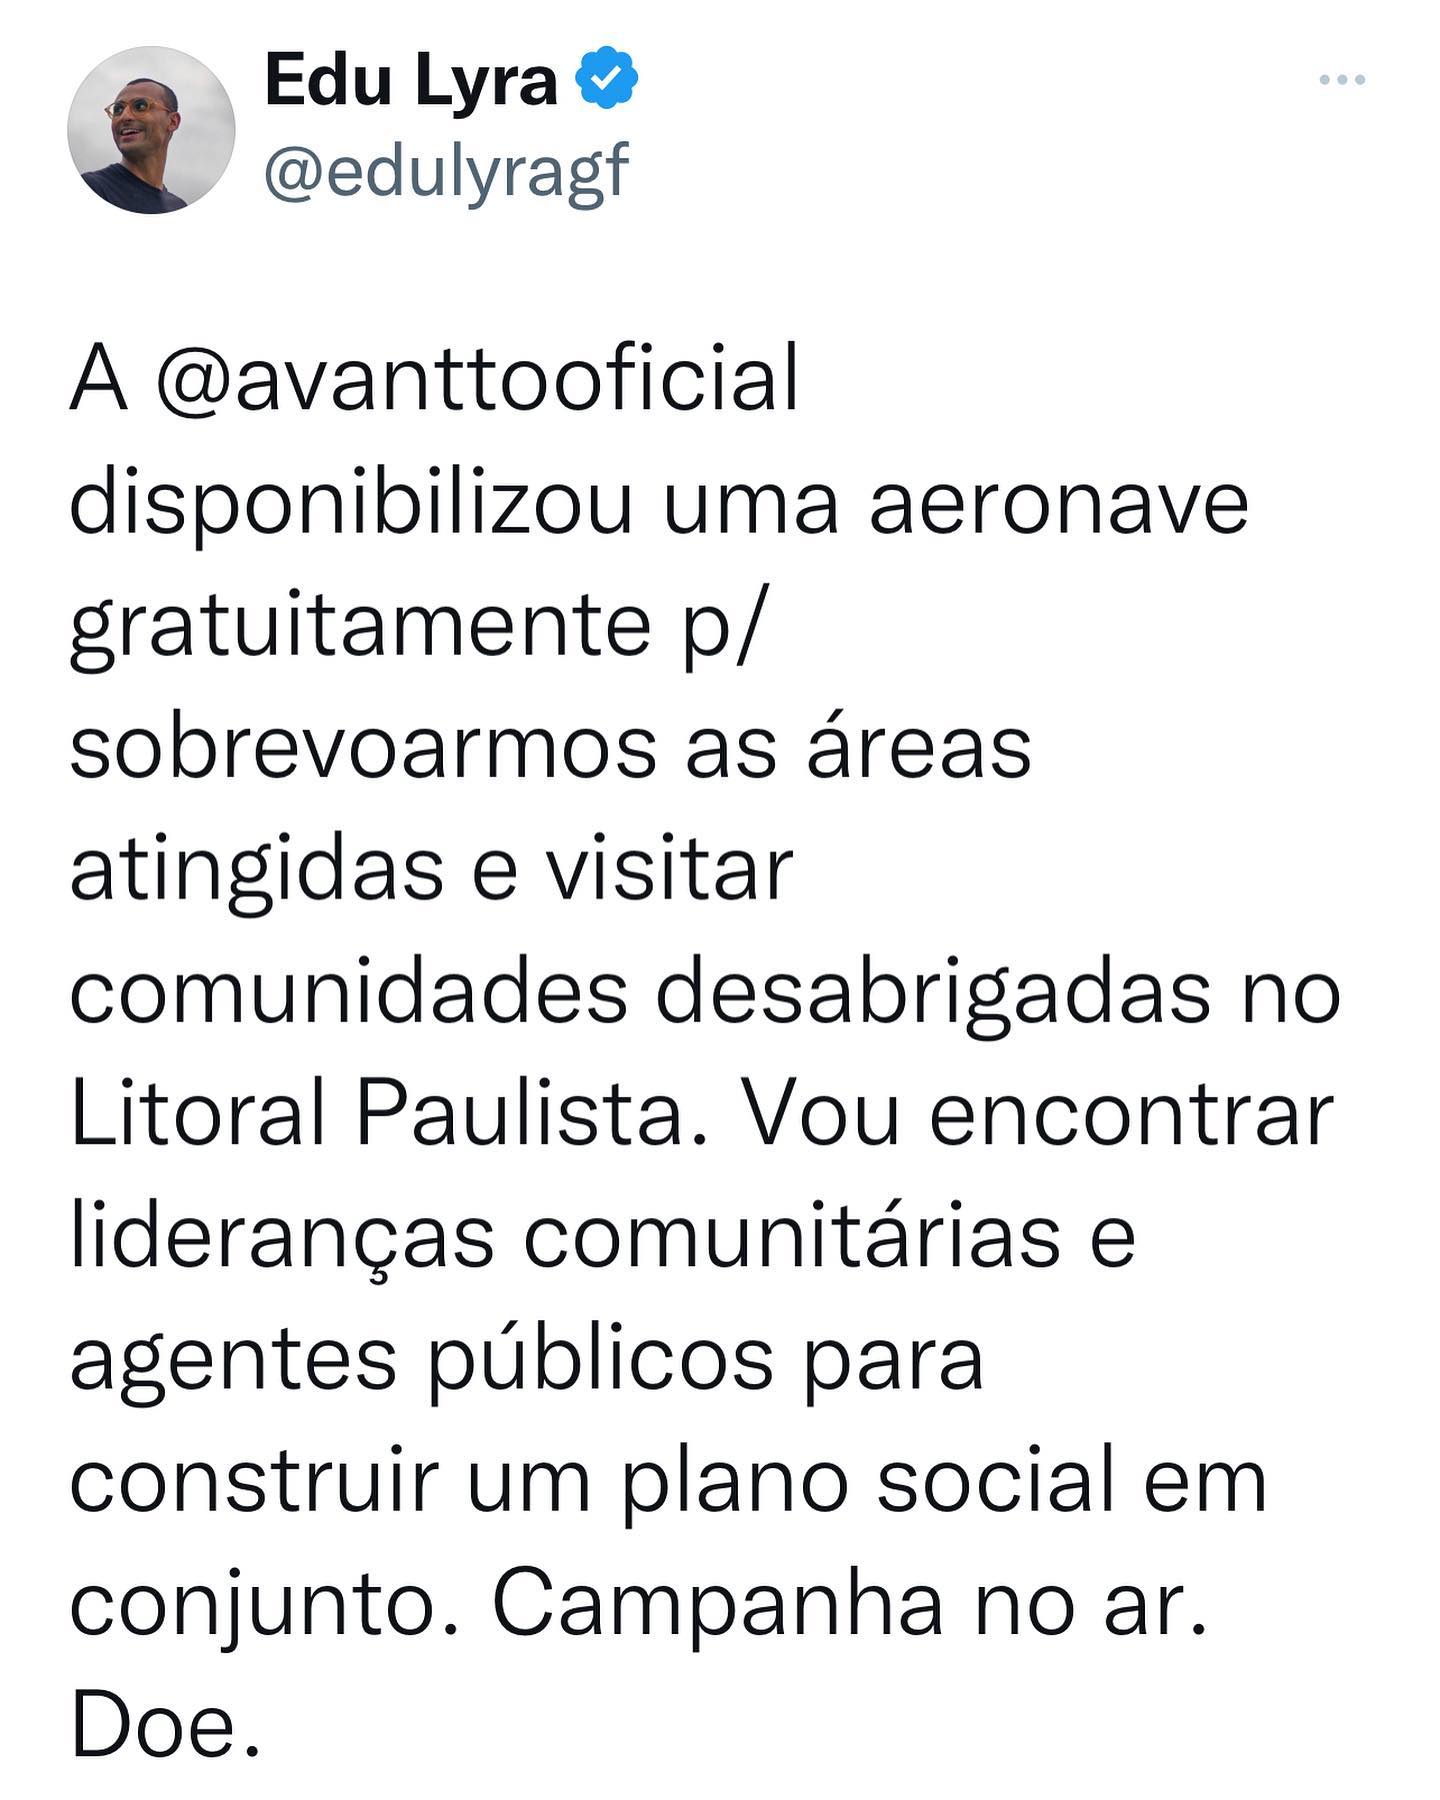 Edu Lyra
@edulyragf
A @avanttooficial
disponibilizou uma aeronave
gratuitamente p/
sobrevoarmos as áreas
atingidas e visitar
comunidades desabrigadas no
Litoral Paulista. Vou encontrar
lideranças comunitárias e
agentes públicos para
construir um plano social em
conjunto. Campanha no ar.
Doe.